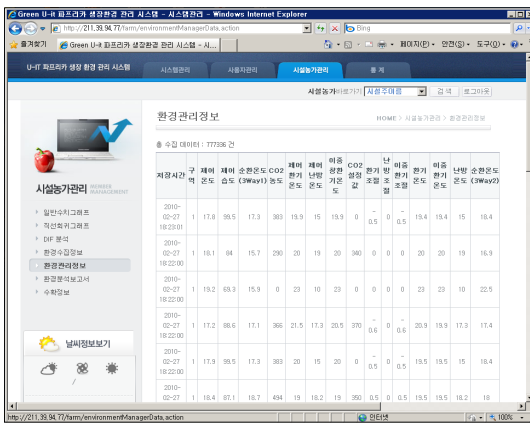 Green U-it 파프리카 생장환경 관리 시스템 - 시스템관리 - Windows Internet Explorer
http://211.39.94.77/farm/environmentManagerData.action
Bing
즐겨찾기
Green U-it 파프리카 생장환경 관리 시스템 - 시...
페이지(P)
안전(S)
도구(O)
U-IT 파프리카 생장 환경 관리 시스템
시스템관리
사용자관리
시설농가관리
통 계
시설농가바로가기
시설주이름
검 색
로그아웃
환경관리정보
HOME > 시설농가관리 > 환경관리정보
총 수집 데이터 : 777336 건
시설농가관리
MANAGEMENT
일반수치그래프
직선회귀그래프
DIF 분석
환경수집정보
환경관리정보
환경분석보고서
수확정보
날씨정보보기
/
저장시간 구역 제어온도 제어습도 순환온도(3Way1) CO2농도 제어환기온도 제어난방온도 이중창환기온도 CO2설정값 환기조절 난방조절 이중환기조절 환기온도 이중환기온도 난방온도 순환온도(3Way2)
2010-02-27 18:23:01 1 17.8 99.5 17.3 383 19.9 15 19.9 0 -0.5 0 -0.5 19.4 19.4 15 18.4
2010-02-27 18:22:00 1 18.1 84 15.7 290 20 19 20 340 0 0 0 20 20 19 16.9
2010-02-27 18:22:00 1 19.2 69.3 15.9 0 23 10 23 0 0 0 0 23 23 10 22.5
2010-02-27 18:22:00 1 17.2 88.6 17.1 366 21.5 17.3 20.5 370 -0.6 0 -0.6 20.9 19.9 17.3 17.4
2010-02-27 18:22:00 1 17.9 99.5 17.3 383 20 15 20 0 -0.5 0 -0.5 19.5 19.5 15 18.4
2010-02-27 1 18.4 87.1 18.7 494 19 18.2 19 350 0.5 0 0.5 19.5 19.5 18.2 18
http://211.39.94.77/farm/environmentManagerData.action
인터넷
100%